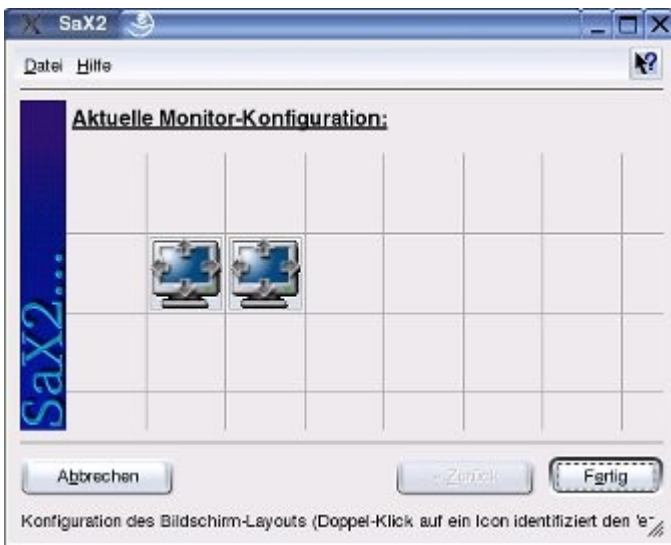 SaX2
Datei Hilfe
Aktuelle Monitor-Konfiguration:
SaX2...
Abbrechen
Zurück
Fertig
Konfiguration des Bildschirm-Layouts (Doppel-Klick auf ein Icon identifiziert den 'e